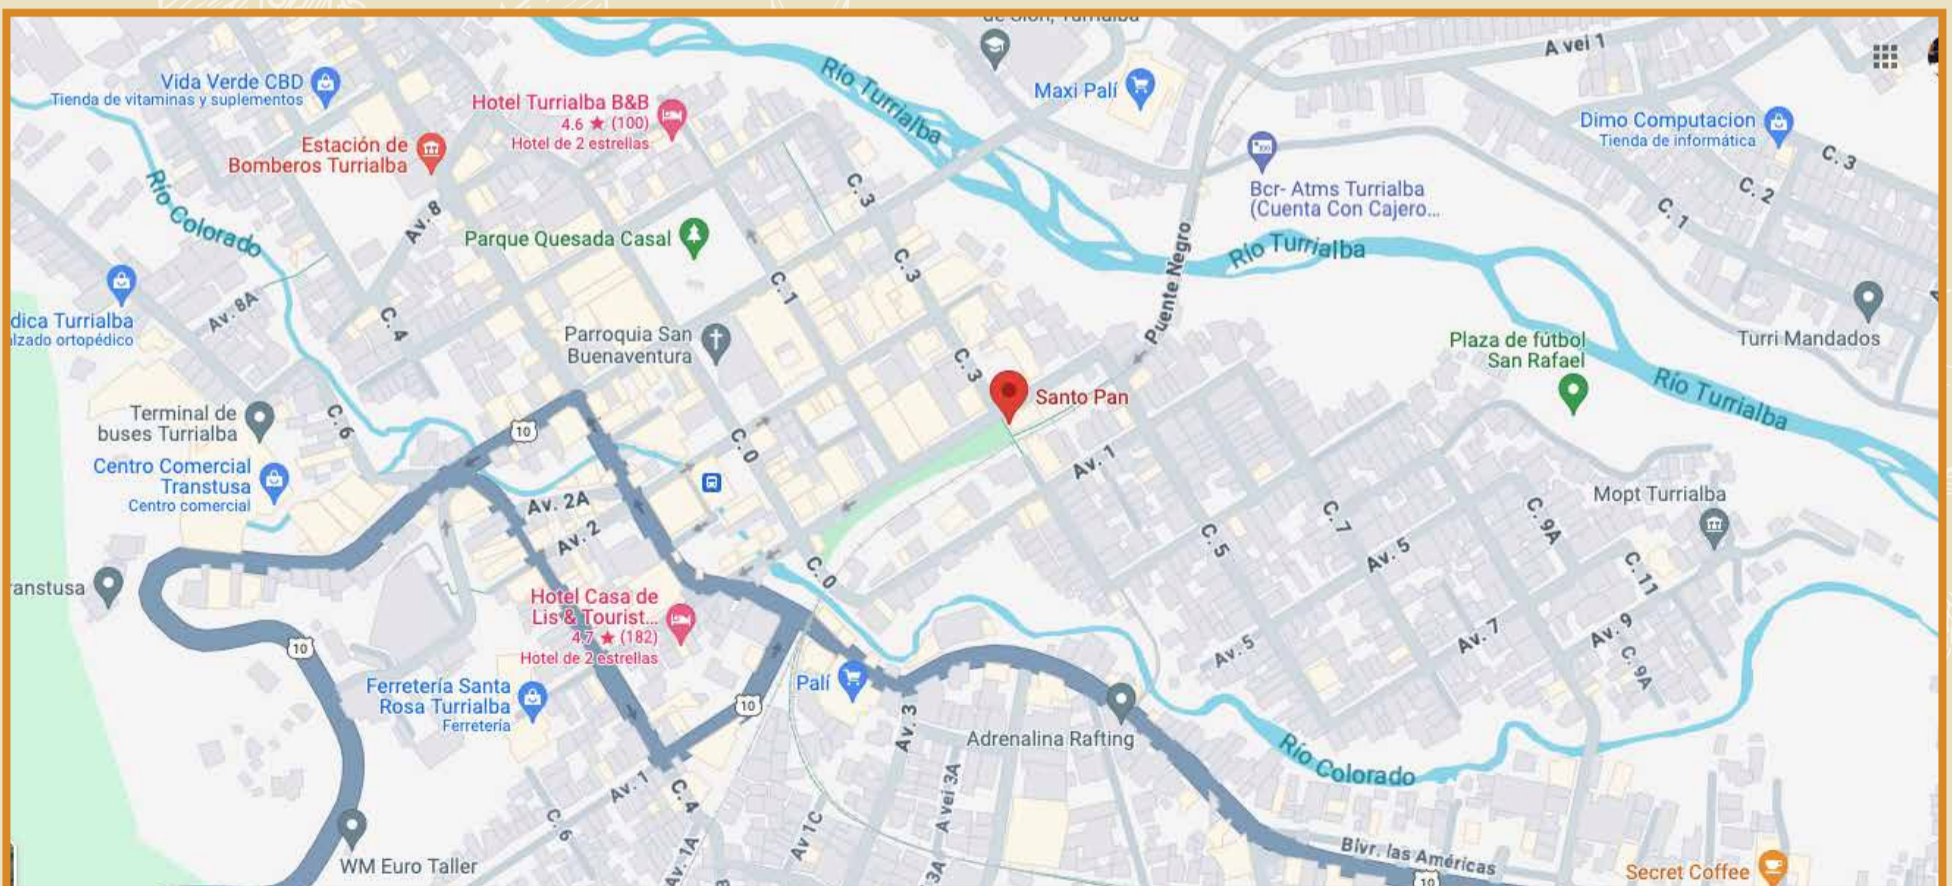 de Sion, Turrialba
A vei 1
Río Turrialba
Vida Verde CBD
Tienda de vitaminas y suplementos
Hotel Turrialba B&B
4.6 ★ (100)
Hotel de 2 estrellas
Maxi Palí
Dimo Computacion
Tienda de informática
Estación de
Bomberos Turrialba
C. 3
C. 3
C. 2
C. 1
Bcr- Atms Turrialba
(Cuenta Con Cajero...
Río Colorado
Av. 8
Parque Quesada Casal
C. 3
Río Turrialba
Puente Negro
C. 1
Av. 8A
dica Turrialba
lzado ortopédico
C. 4
Parroquia San
Buenaventura
C. 3
Plaza de fútbol
San Rafael
Turri Mandados
Río Turrialba
Santo Pan
Terminal de
buses Turrialba
C. 6
10
C. 0
Av. 1
Centro Comercial
Transtusa
Centro comercial
Av. 2A
Av. 2
Mopt Turrialba
C. 7
C. 9A
C. 5
Av. 5
C. 11
ranstusa
C. 0
Hotel Casa de
Lis & Tourist...
4.7 ★ (182)
Hotel de 2 estrellas
10
Av. 5
Av. 7
Av. 9
C. 9A
Ferretería Santa
Rosa Turrialba
Ferretería
Palí
10
Av. 3
Adrenalina Rafting
Río Colorado
Av. 1
C. 4
A vei 3A
C. 6
Av 1C
Av. 1A
3A
WM Euro Taller
Blvr. las Américas
10
Secret Coffee